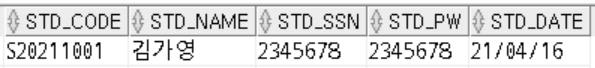 STD_CODE STD_NAME STD_SSN STD_PW STD_DATE
S20211001 김가영 2345678 2345678 21/04/16